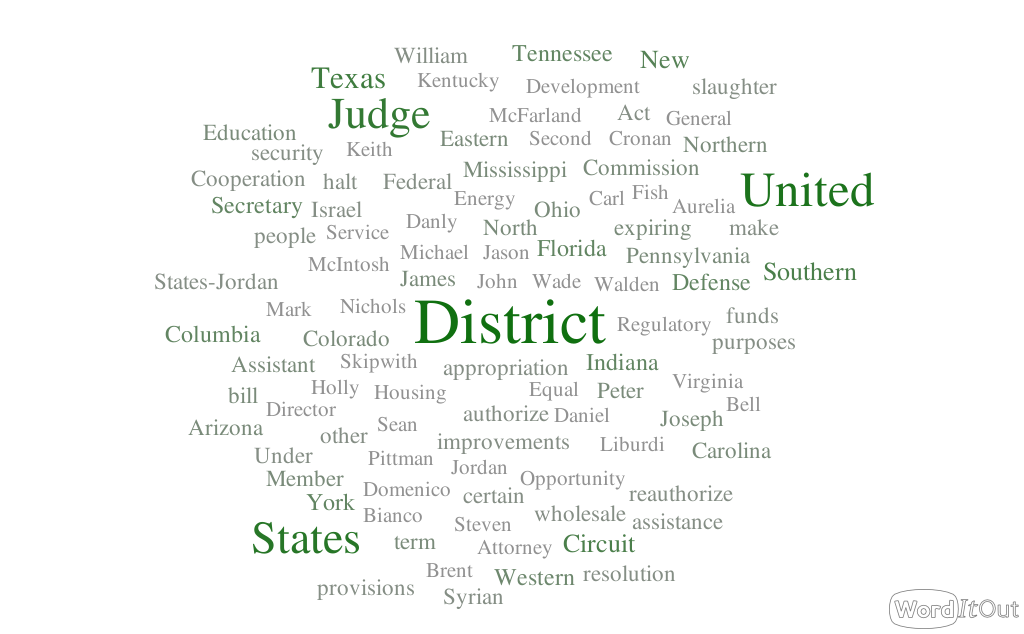 William Tennessee New
Texas Kentucky Development slaughter
Judge McFarland Act General
Education Eastern Second Cronan Northern
security Keith
Cooperation halt Federal Mississippi Commission United
Secretary Israel Energy Ohio Carl Fish Aurelia
people Service Danly North expiring make
McIntosh Michael Jason Florida Pennsylvania
States-Jordan James John Wade Walden Defense Southern
Mark Nichols District Regulatory funds
Columbia Colorado purposes
Assistant Skipwith appropriation Indiana
bill Holly Housing Equal Peter Virginia
Director authorize Daniel Joseph Bell
Arizona other Sean
Under improvements Liburdi Carolina
Member Pittman Jordan Opportunity
York Domenico certain reauthorize
Bianco Steven wholesale assistance
States term Attorney Circuit
provisions Brent Western resolution
Syrian
WordItOut